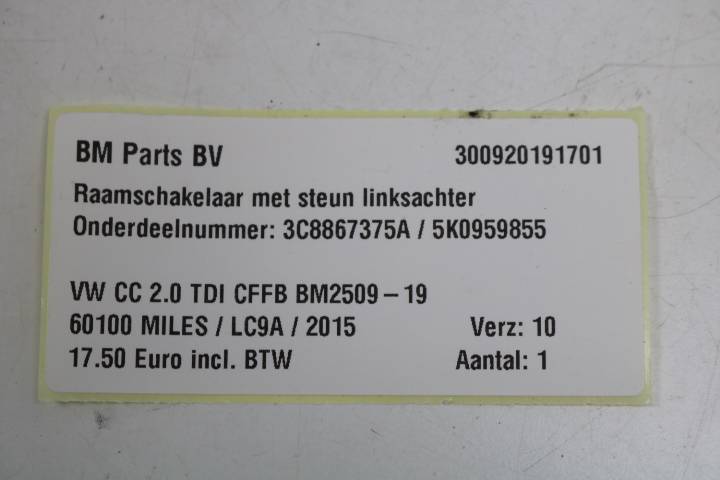 BM Parts BV 300920191701
Raamschakelaar met steun linksachter
Onderdeelnummer: 3C8867375A / 5K0959855
VW CC 2.0 TDI CFFB BM2509 – 19
60100 MILES / LC9A / 2015 Verz: 10
17.50 Euro incl. BTW Aantal: 1